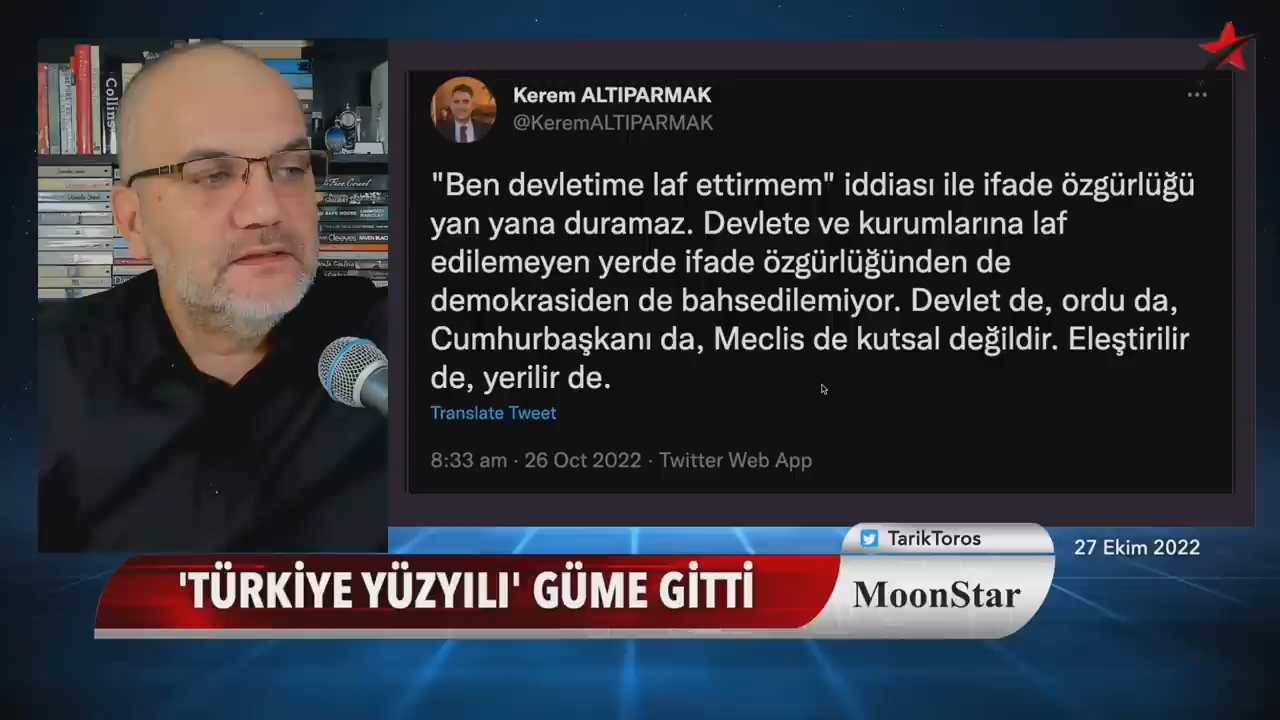 Kerem ALTIPARMAK
@KeremALTIPARMAK
"Ben devletime laf ettirmem" iddiası ile ifade özgürlüğü
yan yana duramaz. Devlete ve kurumlarına laf
edilemeyen yerde ifade özgürlüğünden de
demokrasiden de bahsedilemiyor. Devlet de, ordu da,
Cumhurbaşkanı da, Meclis de kutsal değildir. Eleştirilir
de, yerilir de.
Translate Tweet
8:33 am · 26 Oct 2022 · Twitter Web App
Collins
TarikToros
27 Ekim 2022
'TÜRKİYE YÜZYILI' GÜME GİTTİ
MoonStar